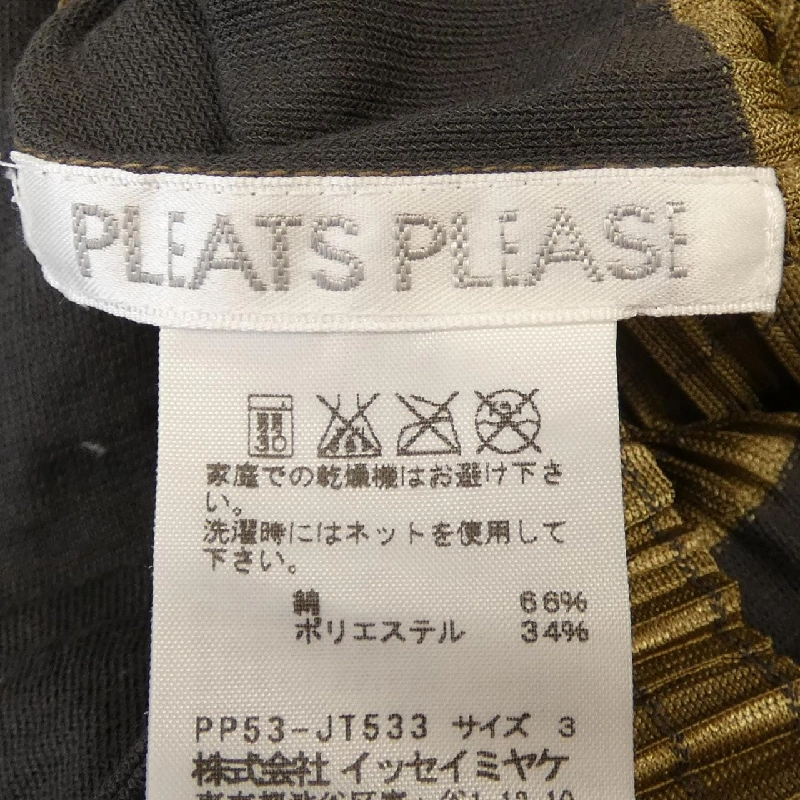 PLEATS PLEASE
弱 30
家庭での乾燥機はお避け下さ
い。
洗濯時にはネットを使用して
下さい。
綿 66%
ポリエステル 34%
PP53-JT533 サイズ 3
株式会社 イッセイミヤケ